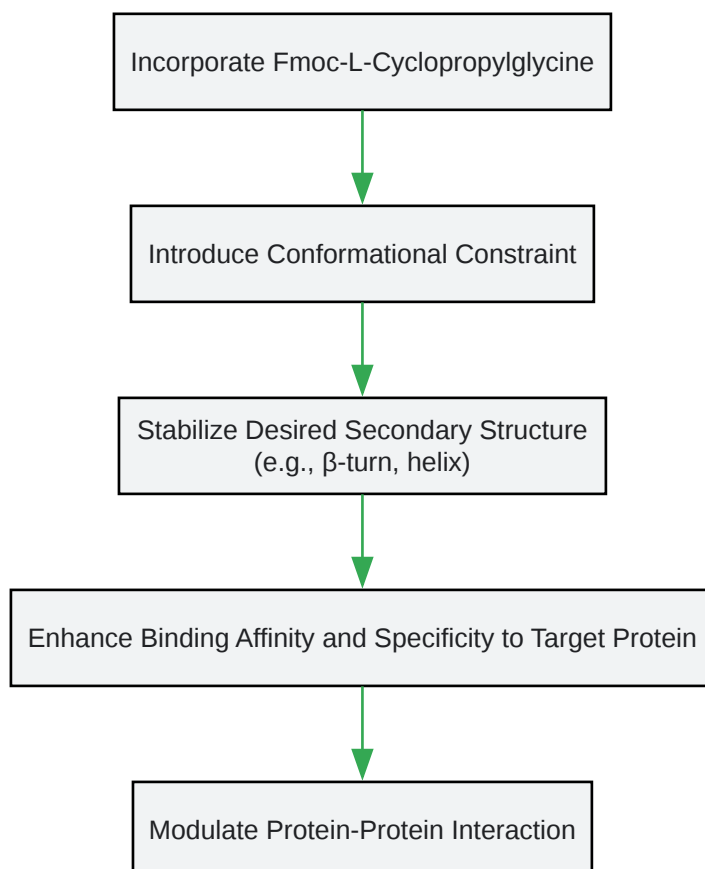 Incorporate Fmoc-L-Cyclopropylglycine
Introduce Conformational Constraint
Stabilize Desired Secondary Structure
(e.g., β-turn, helix)
Enhance Binding Affinity and Specificity to Target Protein
Modulate Protein-Protein Interaction